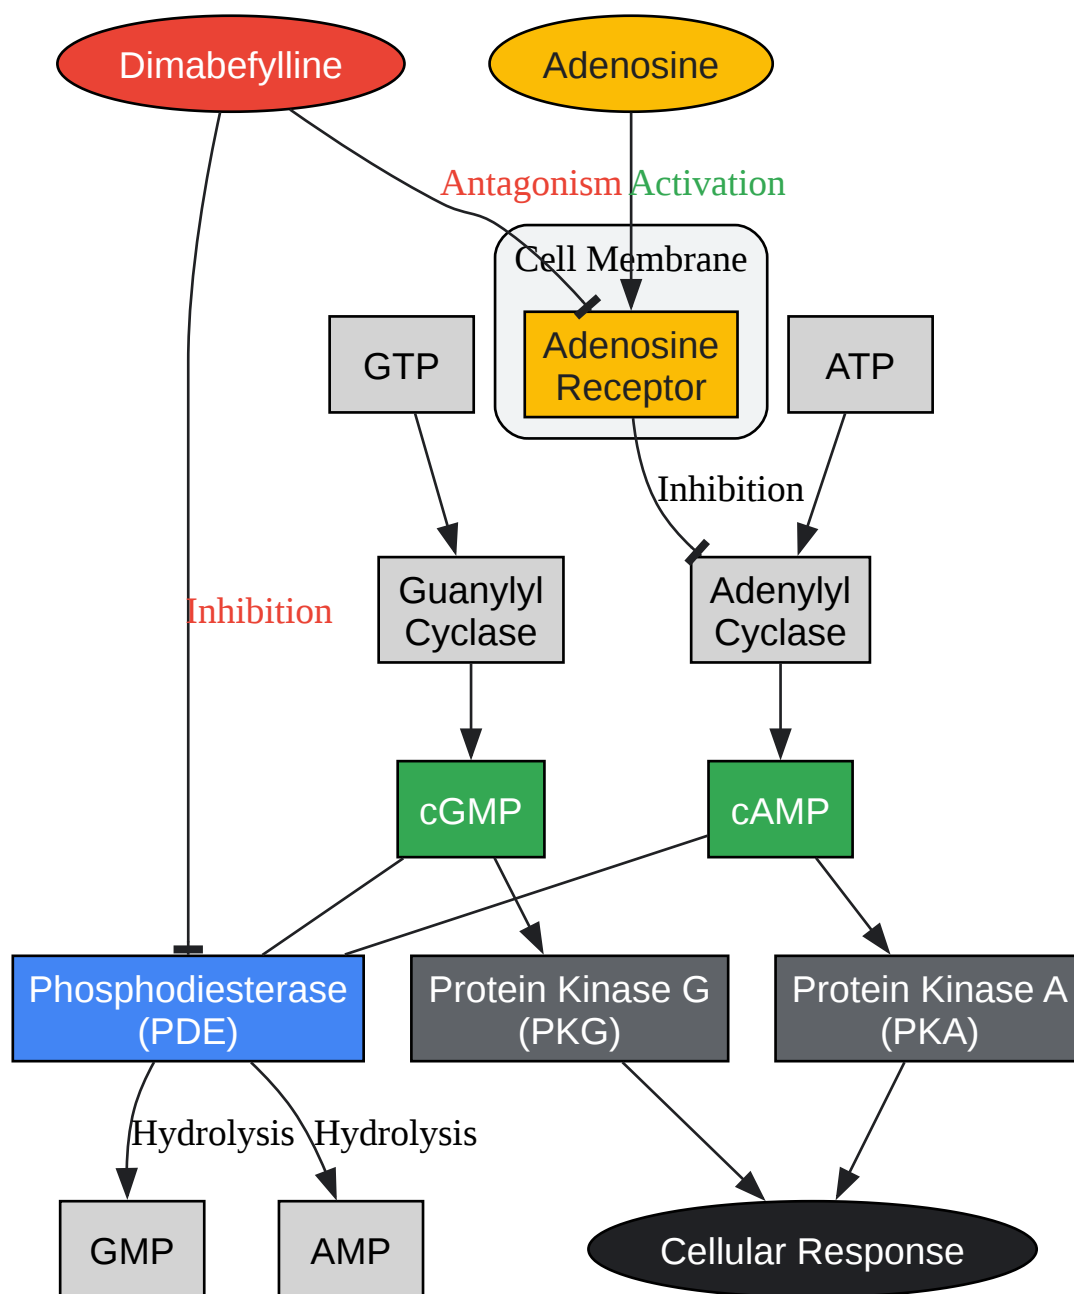 Dimabefylline
Adenosine
Antagonism
Activation
Cell Membrane
GTP
Adenosine
Receptor
ATP
Inhibition
Guanylyl
Cyclase
Adenylyl
Cyclase
Inhibition
cGMP
cAMP
Phosphodiesterase
(PDE)
Protein Kinase G
(PKG)
Protein Kinase A
(PKA)
Hydrolysis
Hydrolysis
GMP
AMP
Cellular Response